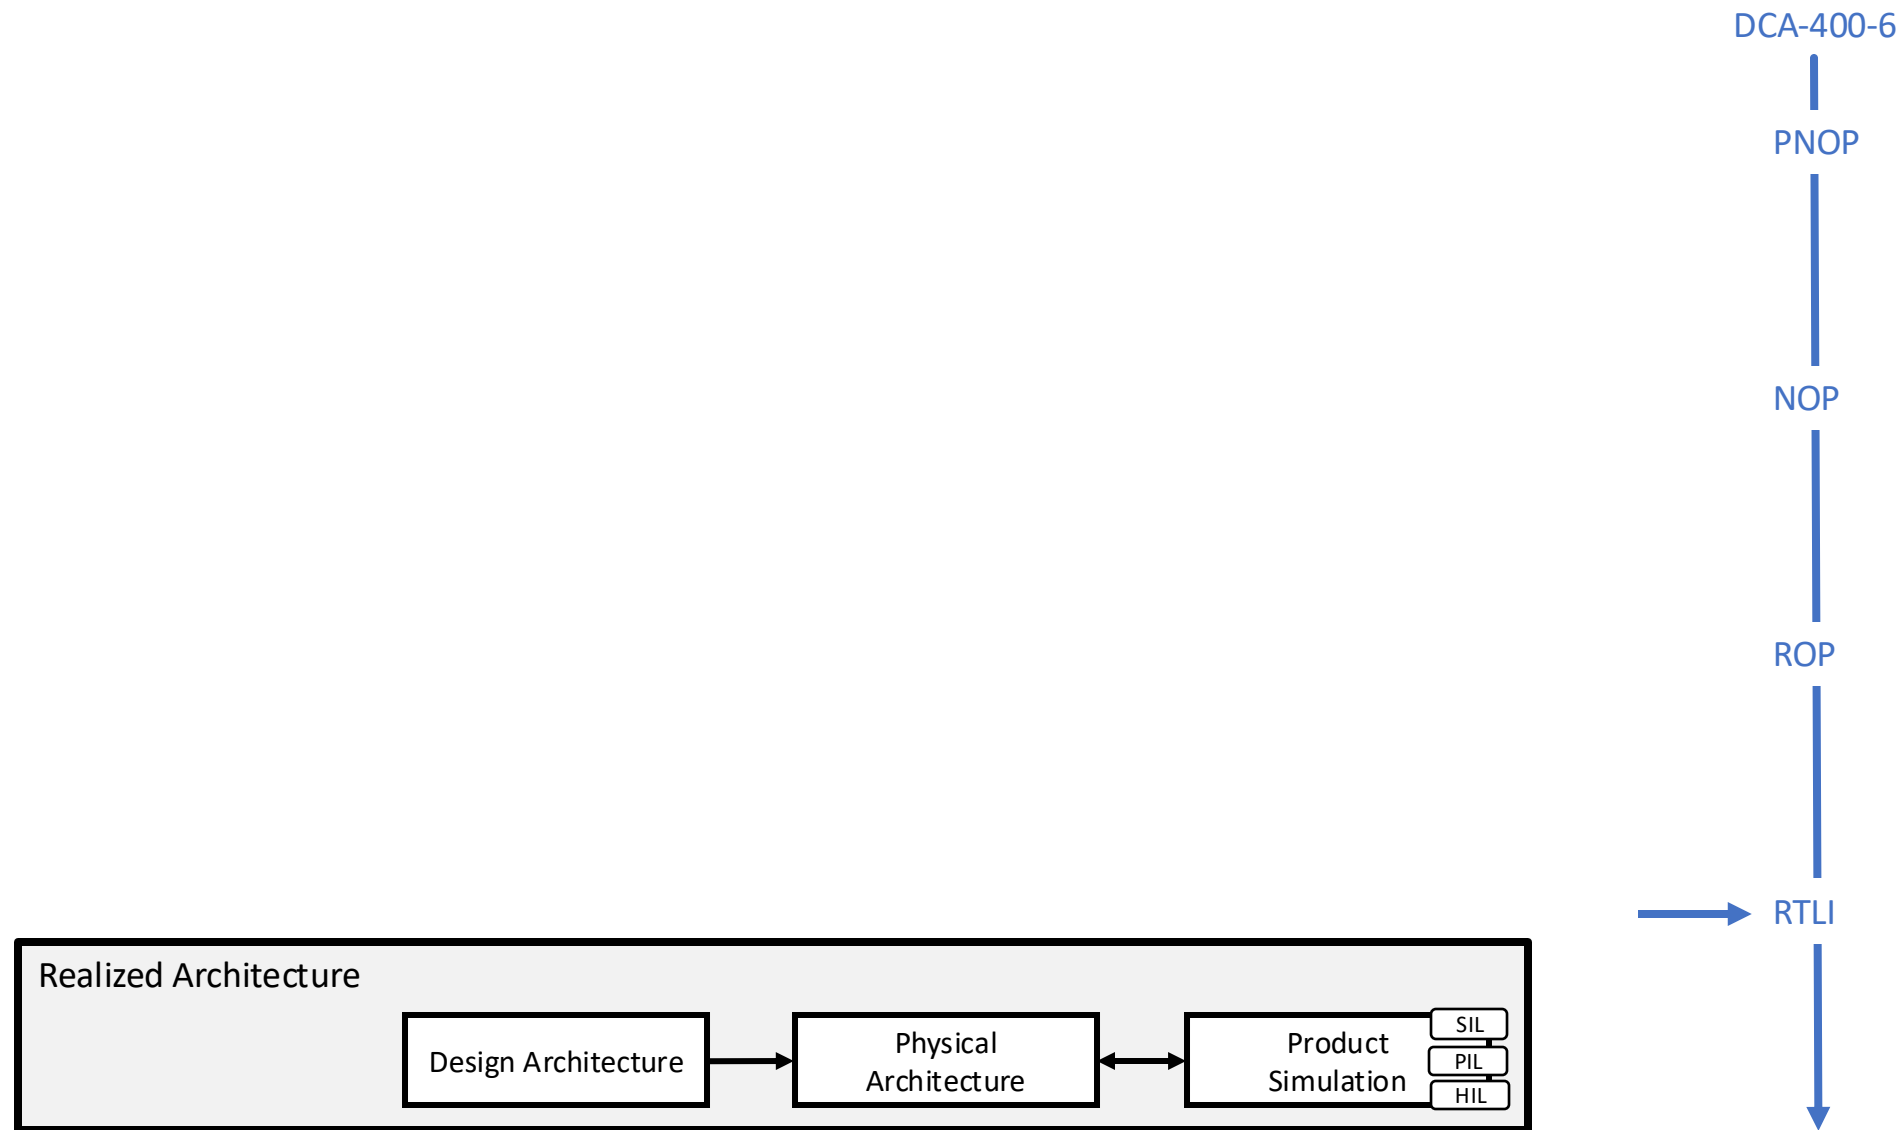 DCA-400-6
PNOP
NOP
ROP
RTLI
Realized Architecture
Design Architecture
Physical
Architecture
Product
Simulation
SIL
PIL
HIL